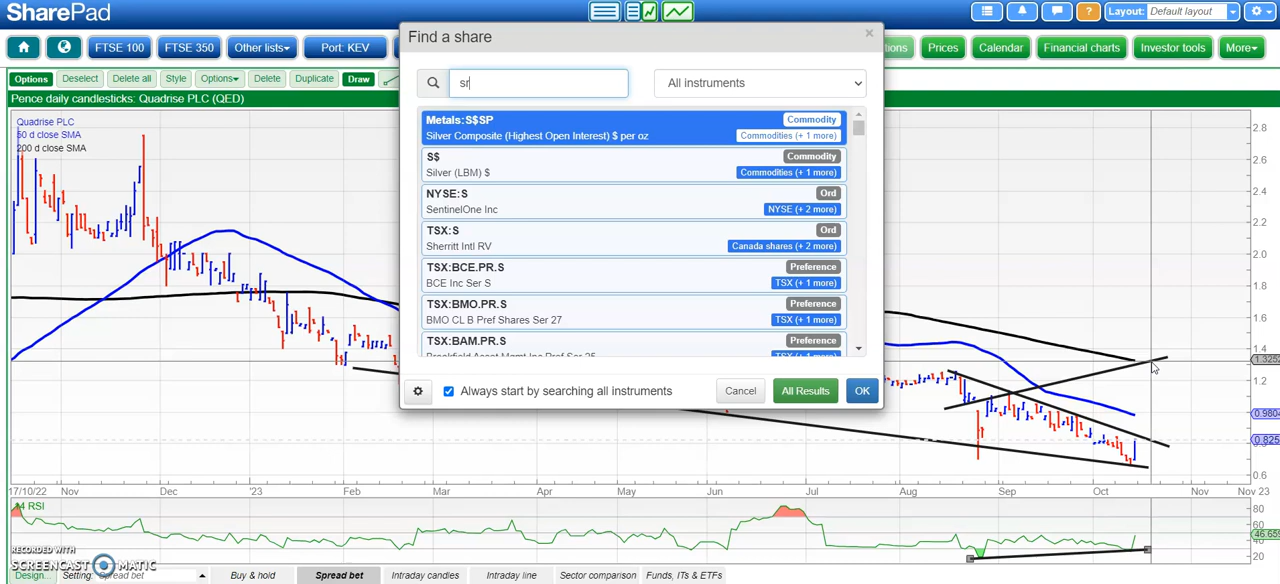 SharePad
Layout: Default layout
FTSE 100 FTSE 350 Other lists Port: KEV
Find a share
×
ions Prices Calendar Financial charts Investor tools More
Options Deselect Delete all Style Options Delete Duplicate Draw
sr
All instruments
Pence daily candlesticks: Quadrise PLC (QED)
Quadrise PLC
50 d close SMA
200 d close SMA
Metals:S$$SP Commodity
Silver Composite (Highest Open Interest) $ per oz Commodities (+ 1 more)
S$ Commodity
Silver (LBM) $ Commodities (+ 1 more)
NYSE:S Ord
SentinelOne Inc NYSE (+ 2 more)
TSX:S Ord
Sherritt Intl RV Canada shares (+ 2 more)
TSX:BCE.PR.S Preference
BCE Inc Ser S TSX (+ 1 more)
TSX:BMO.PR.S Preference
BMO CL B Pref Shares Ser 27 TSX (+ 1 more)
TSX:BAM.PR.S Preference
Always start by searching all instruments
Cancel All Results OK
2.8
2.6
2.4
2.2
2.0
1.8
1.6
1.4
1.3252
1.2
0.9804
0.825
0.6
17/10/22 Nov Dec '23 Feb Mar Apr May Jun Jul Aug Sep Oct Nov Nov 23
14 RSI
80
60
46.659
40
20
RECORDED WITH
SCREENCAST MATIC
Design... Setting: Spread bet Buy & hold Spread bet Intraday candles Intraday line Sector comparison Funds, ITs & ETFs